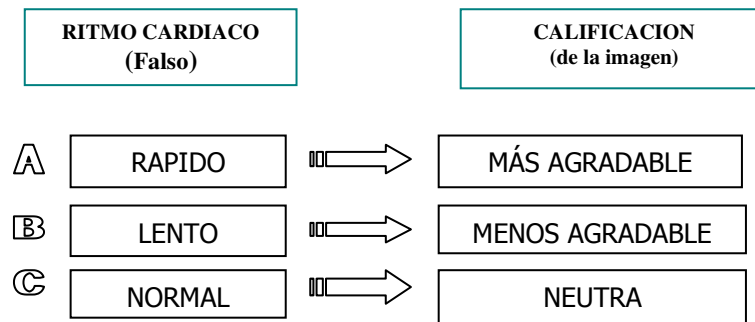 RITMO CARDIACO
(Falso)
CALIFICACION
(de la imagen)
A RAPIDO MÁS AGRADABLE
B LENTO MENOS AGRADABLE
C NORMAL NEUTRA